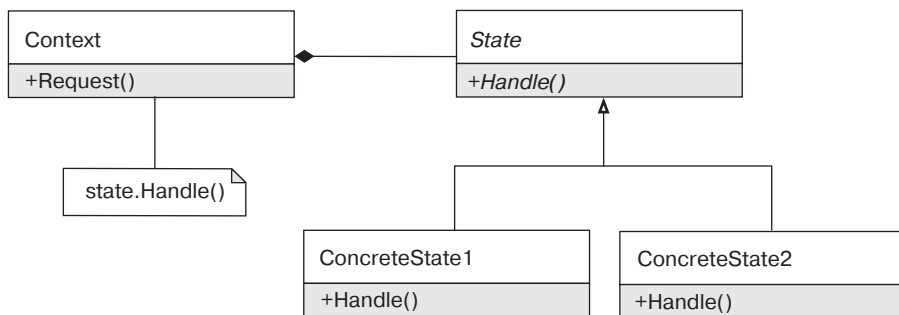 Context
+Request()
State
+Handle()
state.Handle()
ConcreteState1
+Handle()
ConcreteState2
+Handle()